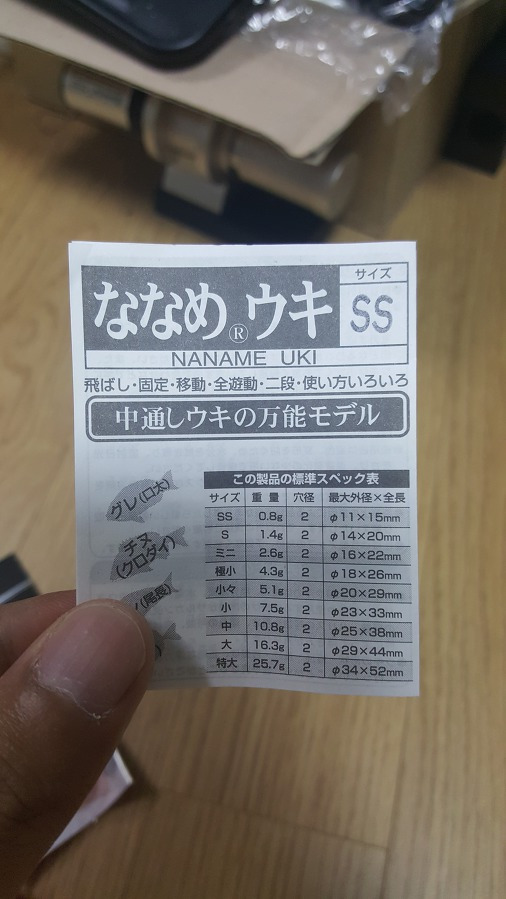 サイズ
ななめ®ウキ SS
NANAME UKI
飛ばし・固定・移動・全遊動・二段・使い方いろいろ
中通しウキの万能モデル
グレ(口太)
チヌ
(クロダイ)
(尾長)
この製品の標準スペック表
サイズ 重量 穴径 最大外径×全長
SS 0.8g 2 φ11×15mm
S 1.4g 2 φ14×20mm
ミニ 2.6g 2 φ16×22mm
極小 4.3g 2 φ18×26mm
小々 5.1g 2 φ20×29mm
小 7.5g 2 φ23×33mm
中 10.8g 2 φ25×38mm
大 16.3g 2 φ29×44mm
特大 25.7g 2 φ34×52mm